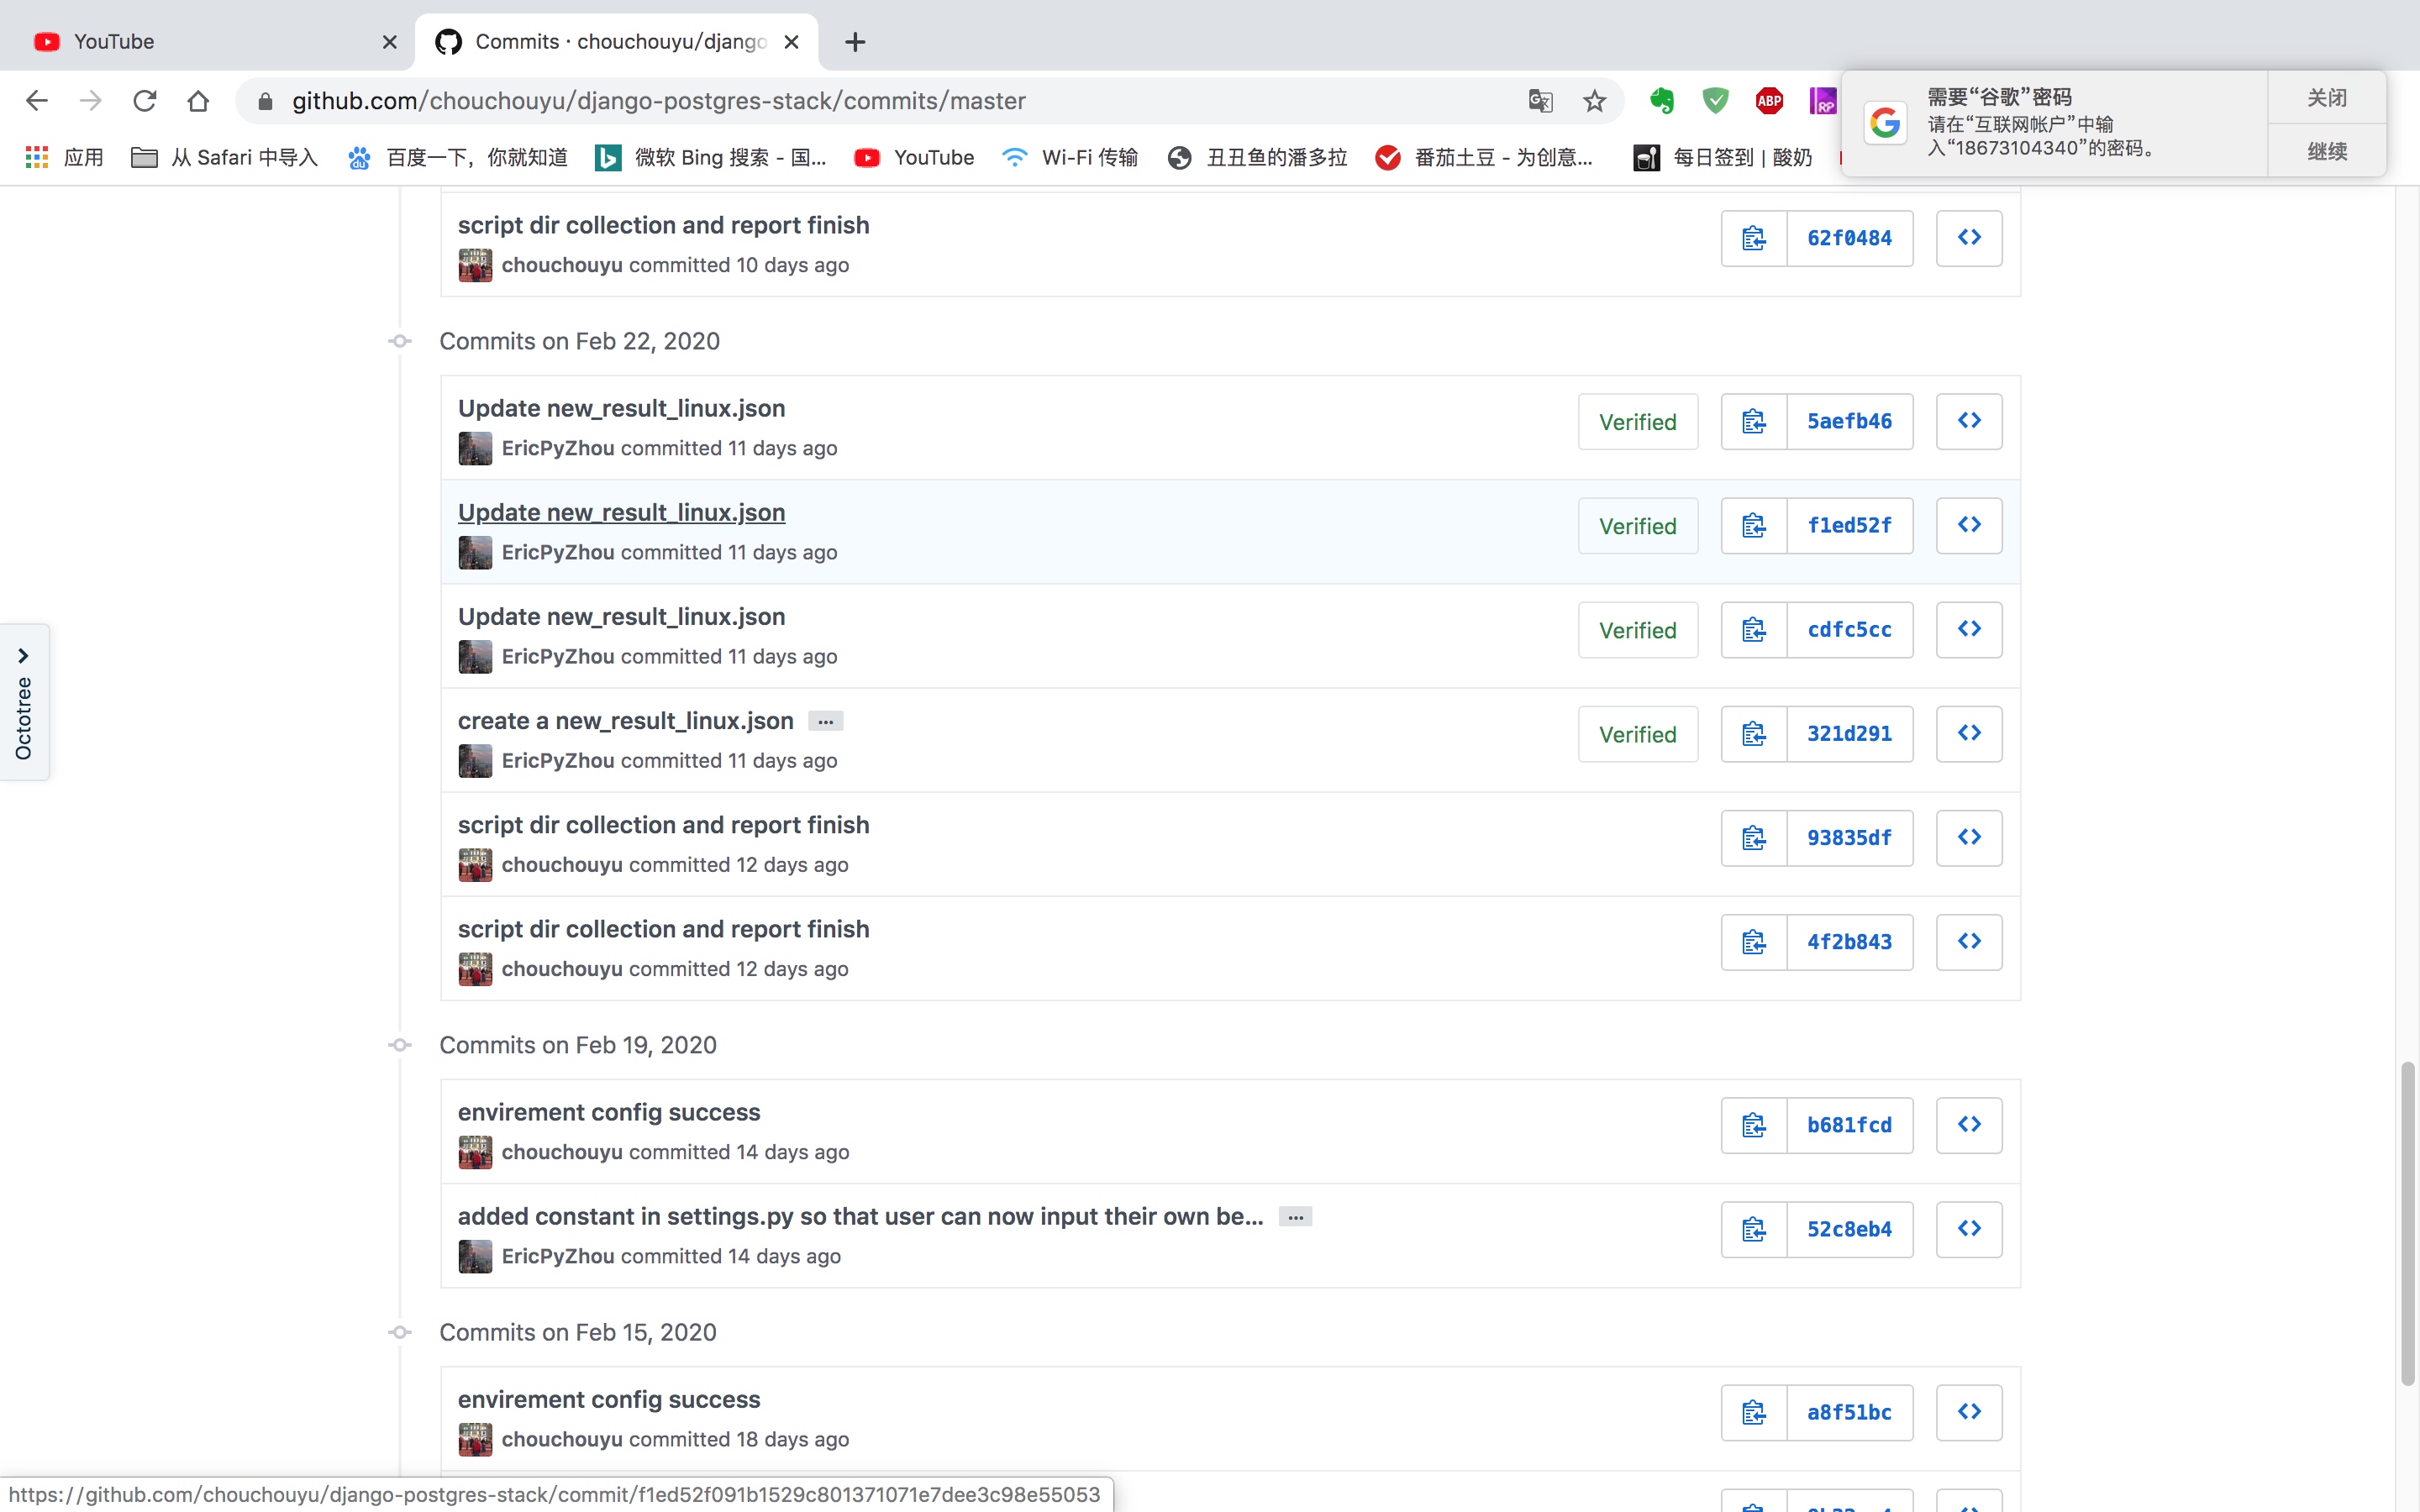 YouTube
Commits · chouchouyu/django
github.com/chouchouyu/django-postgres-stack/commits/master
ABP
RP
需要“谷歌”密码
请在“互联网帐户”中输
入“18673104340”的密码。
关闭
继续
应用
从 Safari 中导入
百度一下，你就知道
微软 Bing 搜索 - 国...
YouTube
Wi-Fi 传输
丑丑鱼的潘多拉
番茄土豆 - 为创意...
每日签到 | 酸奶
script dir collection and report finish
chouchouyu committed 10 days ago
62f0484
Commits on Feb 22, 2020
Update new_result_linux.json
EricPyZhou committed 11 days ago
Verified
5aefb46
Update new_result_linux.json
EricPyZhou committed 11 days ago
Verified
f1ed52f
Update new_result_linux.json
EricPyZhou committed 11 days ago
Verified
cdfc5cc
create a new_result_linux.json ...
EricPyZhou committed 11 days ago
Verified
321d291
script dir collection and report finish
chouchouyu committed 12 days ago
93835df
script dir collection and report finish
chouchouyu committed 12 days ago
4f2b843
Octotree
Commits on Feb 19, 2020
envirement config success
chouchouyu committed 14 days ago
b681fcd
added constant in settings.py so that user can now input their own be... ...
EricPyZhou committed 14 days ago
52c8eb4
Commits on Feb 15, 2020
envirement config success
chouchouyu committed 18 days ago
a8f51bc
https://github.com/chouchouyu/django-postgres-stack/commit/f1ed52f091b1529c801371071e7dee3c98e55053